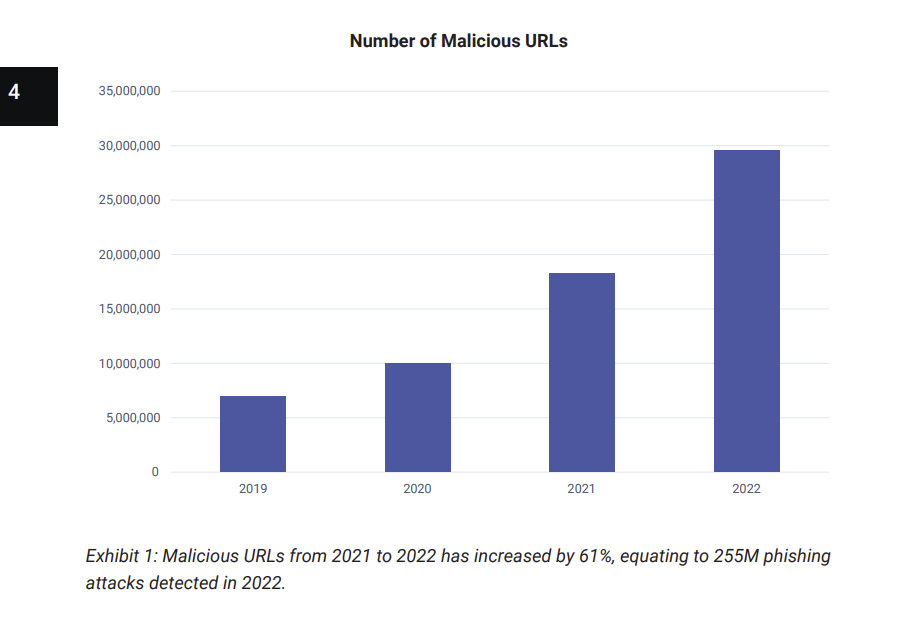 Number of Malicious URLs
4
35,000,000
30,000,000
25,000,000
20,000,000
15,000,000
10,000,000
5,000,000
0
2019 2020 2021 2022
Exhibit 1: Malicious URLs from 2021 to 2022 has increased by 61%, equating to 255M phishing
attacks detected in 2022.